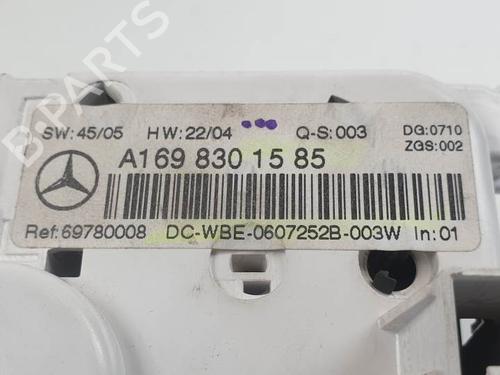 B-PARTS
SW: 45/05 HW: 22/04 Q-S: 003 DG:0710
ZGS:002
A169 830 15 85
Ref:69780008 DC-WBE-0607252B-003W In:01